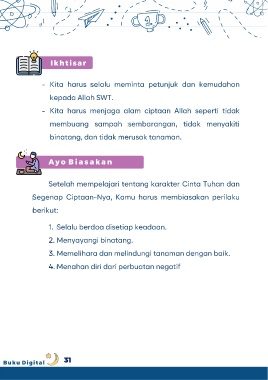 Ikhtisar
- Kita harus selalu meminta petunjuk dan kemudahan
kepada Allah SWT.
- Kita harus menjaga alam ciptaan Allah seperti tidak
membuang sampah sembarangan, tidak menyakiti
binatang, dan tidak merusak tanaman.
Ayo Biasakan
Setelah mempelajari tentang karakter Cinta Tuhan dan
Segenap Ciptaan-Nya, Kamu harus membiasakan perilaku
berikut:
1. Selalu berdoa disetiap keadaan.
2. Menyayangi binatang.
3. Memelihara dan melindungi tanaman dengan baik.
4. Menahan diri dari perbuatan negatif
Buku Digital 31